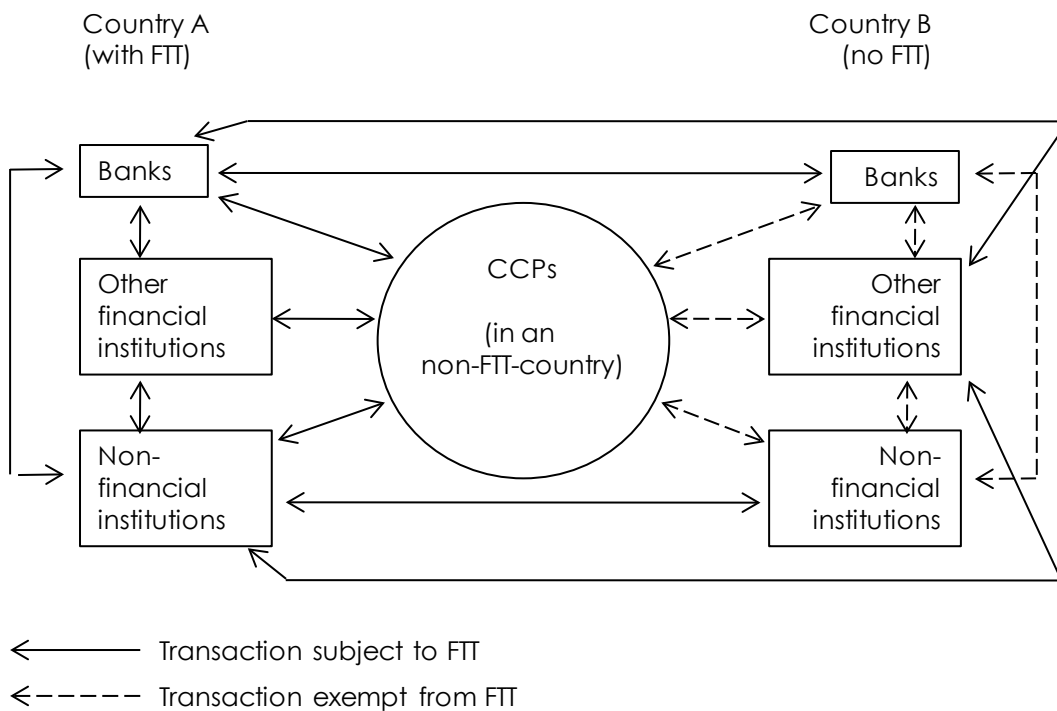 Country A
(with FTT)
Country B
(no FTT)
Banks
Banks
CCPs
(in an
non-FTT-country)
Other
financial
institutions
Other
financial
institutions
Non-
financial
institutions
Non-
financial
institutions
Transaction subject to FTT
Transaction exempt from FTT